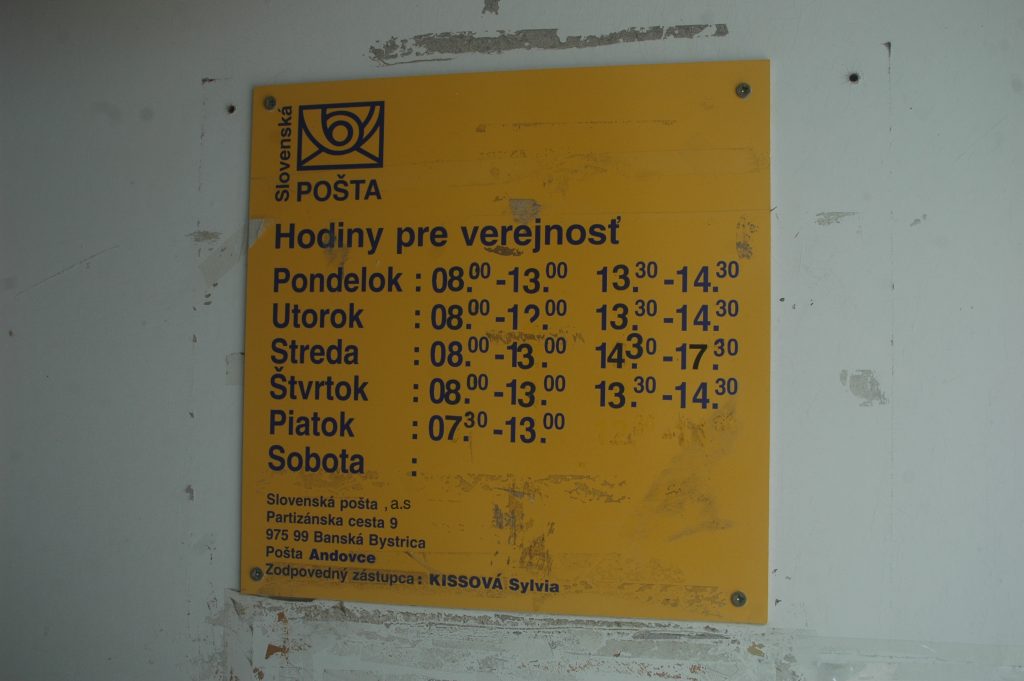 Slovenská
POŠTA
Hodiny pre verejnosť
Pondelok : 08.00 -13.00 13.30 -14.30
Utorok : 08.00 13.30 -14.30
Streda : 08.00 -13.00 14.30 -17.30
Štvrtok : 08.00 -13.00 13.30 -14.30
Piatok : 07.30 -13.00
Sobota :
Slovenská pošta ,a.s
Partizánska cesta 9
975 99 Banská Bystrica
Pošta Andovce
Zodpovedný zástupca: KISSOVÁ Sylvia